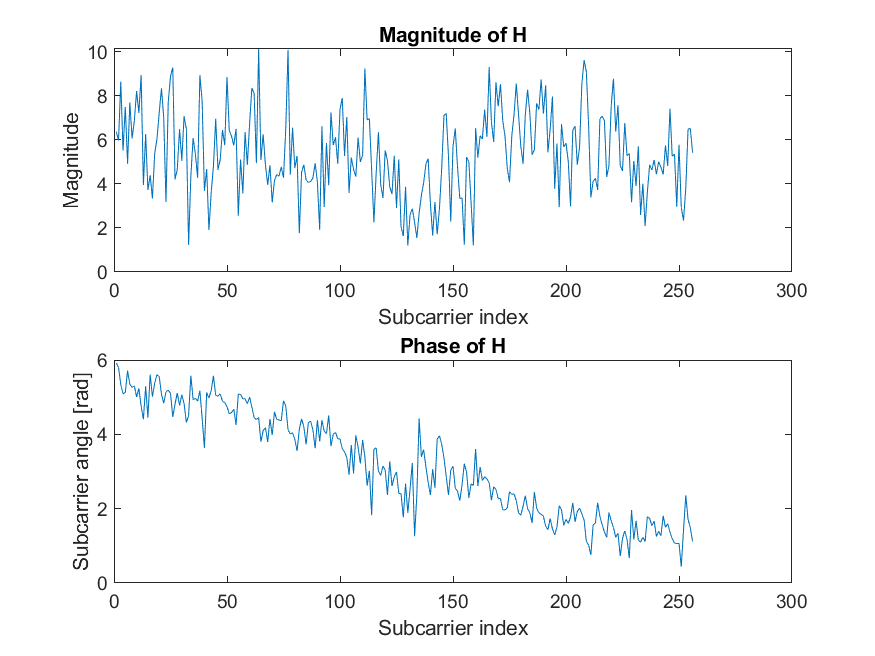 Magnitude of H
10
8
6
4
2
0
Magnitude
0 50 100 150 200 250 300
Subcarrier index
Phase of H
6
4
2
0
Subcarrier angle [rad]
0 50 100 150 200 250 300
Subcarrier index